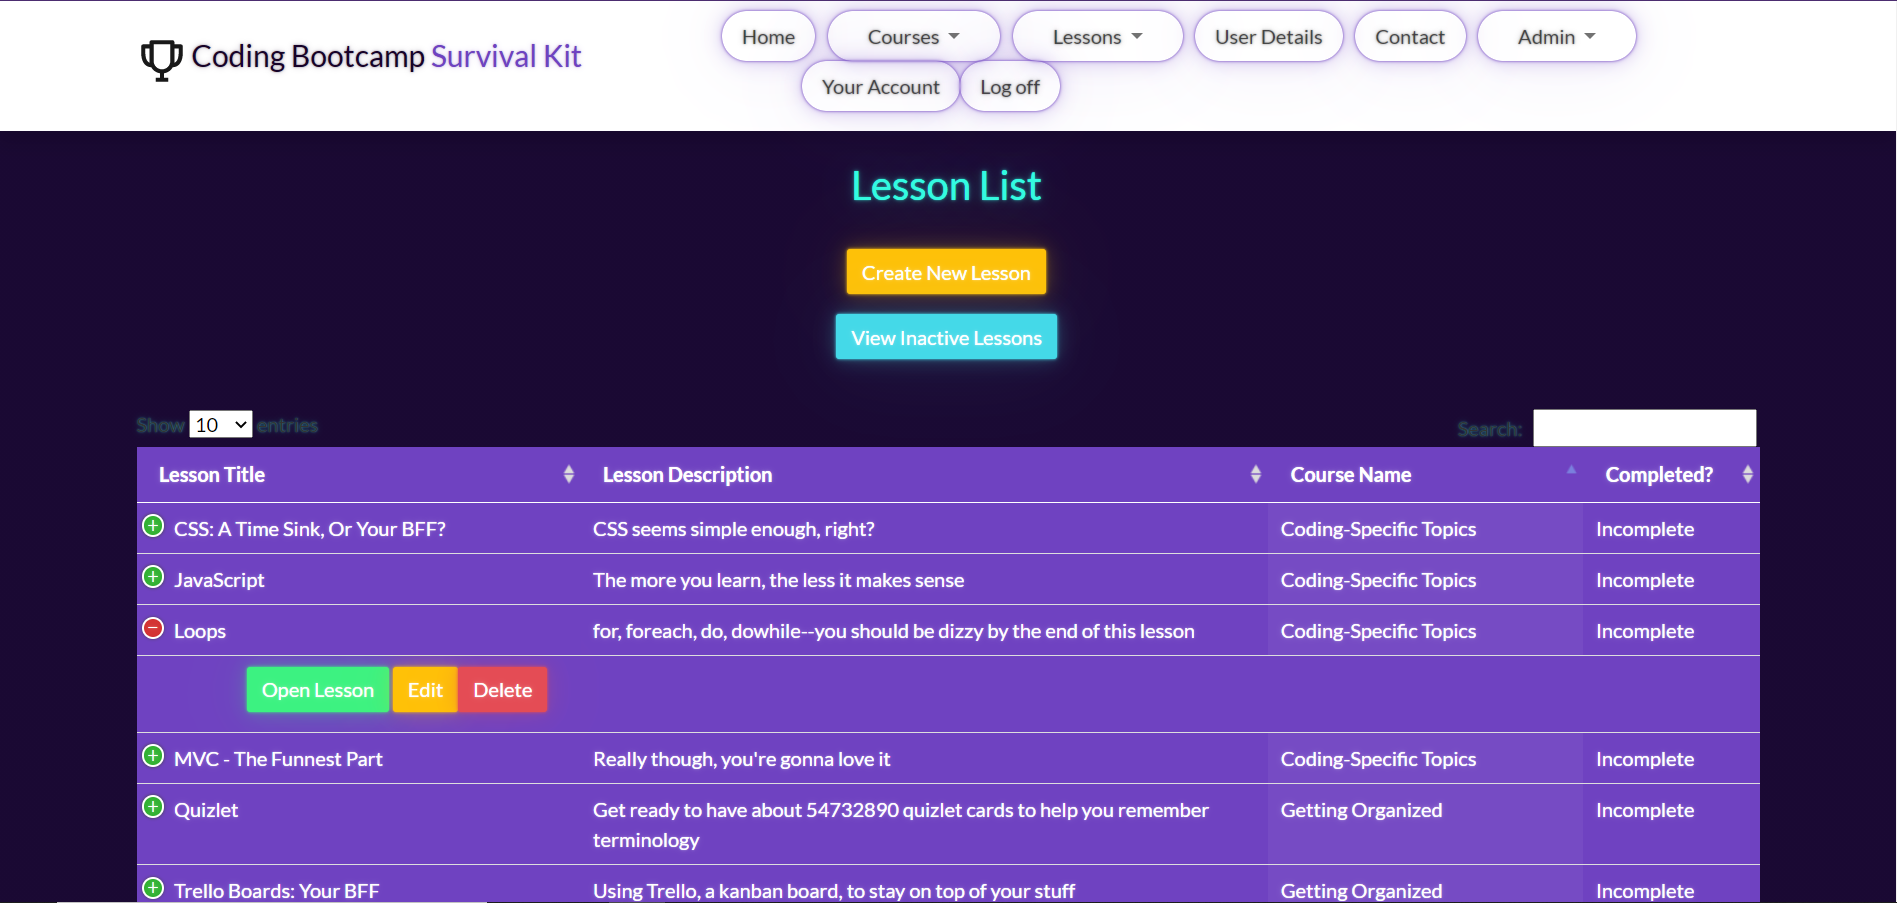 Coding Bootcamp Survival Kit
Home Courses Lessons User Details Contact Admin
Your Account Log off
Lesson List
Create New Lesson
View Inactive Lessons
Show 10 entries Search:
Lesson Title Lesson Description Course Name Completed?
CSS: A Time Sink, Or Your BFF? CSS seems simple enough, right? Coding-Specific Topics Incomplete
JavaScript The more you learn, the less it makes sense Coding-Specific Topics Incomplete
Loops for, foreach, do, dowhile--you should be dizzy by the end of this lesson Coding-Specific Topics Incomplete
Open Lesson Edit Delete
MVC - The Funnest Part Really though, you're gonna love it Coding-Specific Topics Incomplete
Quizlet Get ready to have about 54732890 quizlet cards to help you remember Getting Organized Incomplete
terminology
Trello Boards: Your BFF Using Trello, a kanban board, to stay on top of your stuff Getting Organized Incomplete